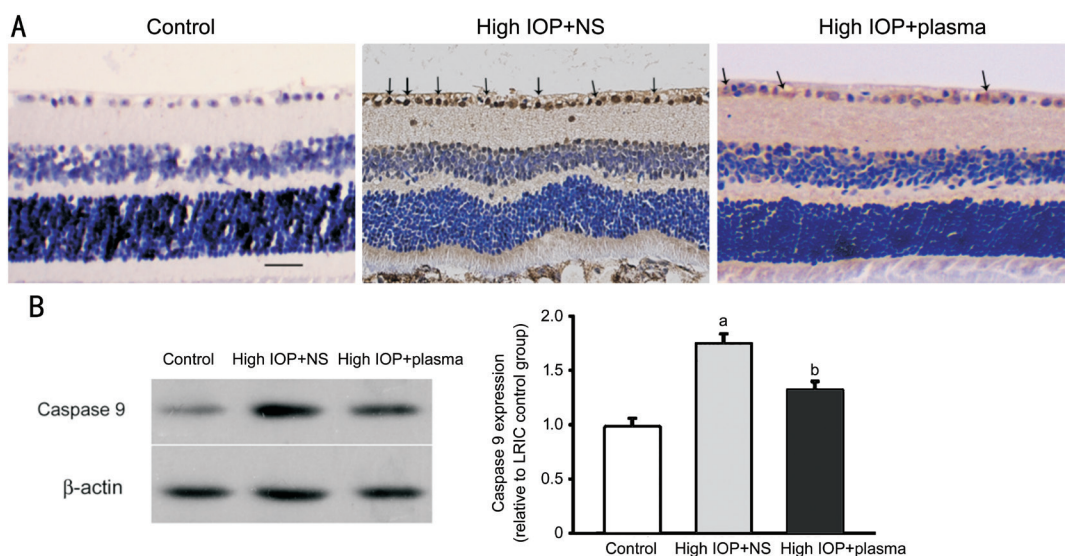 A
Control
High IOP+NS
High IOP+plasma
B
Control
High IOP+NS
High IOP+plasma
Caspase 9
β-actin
Caspase 9 expression
(relative to LRIC control group)
2.0
1.5
1.0
0.5
0
a
b
Control
High IOP+NS
High IOP+plasma